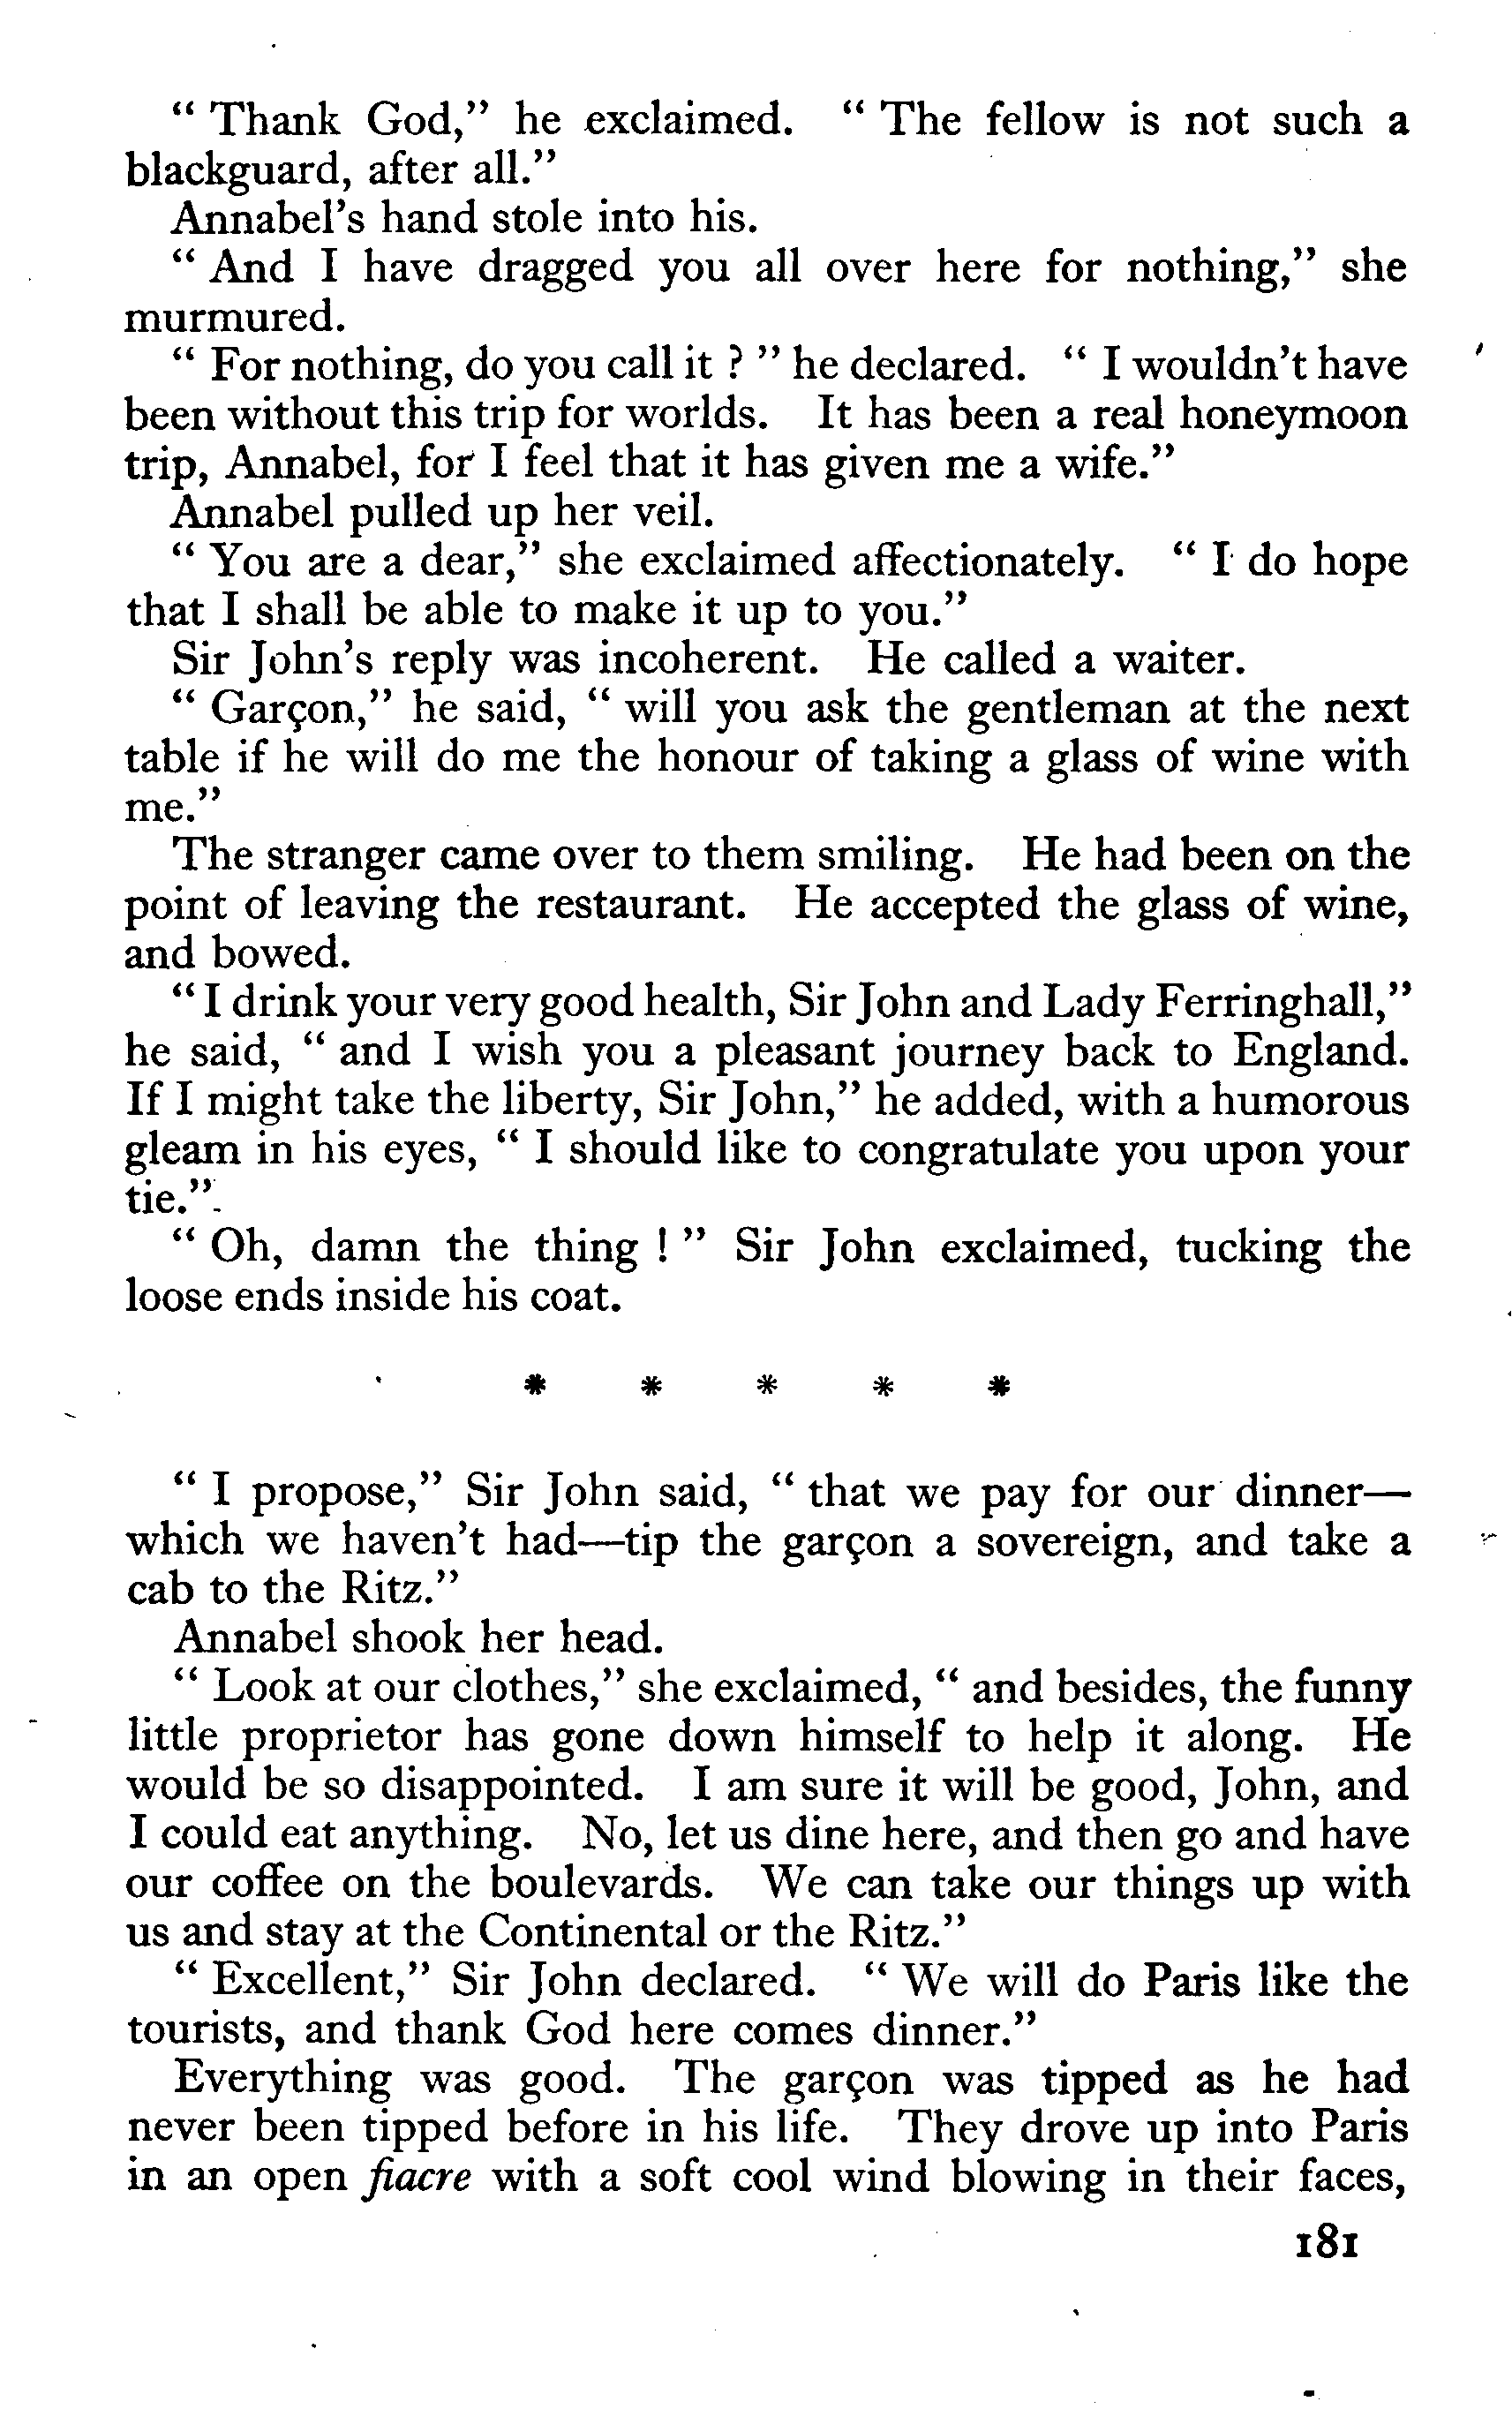 “ Thank God,” he exclaimed. “ The fellow is not such a
blackguard, after all.”
Annabel’s hand stole into his.
“ And I have dragged you all over here for nothing,” she
murmured.
“ For nothing, do you call it ? ” he declared. “ I wouldn’t have
been without this trip for worlds. It has been a real honeymoon
trip, Annabel, for I feel that it has given me a wife.”
Annabel pulled up her veil.
“ You are a dear,” she exclaimed affectionately. “ I do hope
that I shall be able to make it up to you.”
Sir John’s reply was incoherent. He called a waiter.
“ Garçon,” he said, “ will you ask the gentleman at the next
table if he will do me the honour of taking a glass of wine with
me.”
The stranger came over to them smiling. He had been on the
point of leaving the restaurant. He accepted the glass of wine,
and bowed.
“ I drink your very good health, Sir John and Lady Ferringhall,”
he said, “ and I wish you a pleasant journey back to England.
If I might take the liberty, Sir John,” he added, with a humorous
gleam in his eyes, “ I should like to congratulate you upon your
tie.”
“ Oh, damn the thing ! ” Sir John exclaimed, tucking the
loose ends inside his coat.
* * * * *
“ I propose,” Sir John said, “ that we pay for our dinner—
which we haven’t had—tip the garçon a sovereign, and take a
cab to the Ritz.”
Annabel shook her head.
“ Look at our clothes,” she exclaimed, “ and besides, the funny
little proprietor has gone down himself to help it along. He
would be so disappointed. I am sure it will be good, John, and
I could eat anything. No, let us dine here, and then go and have
our coffee on the boulevards. We can take our things up with
us and stay at the Continental or the Ritz.”
“ Excellent,” Sir John declared. “ We will do Paris like the
tourists, and thank God here comes dinner.”
Everything was good. The garçon was tipped as he had
never been tipped before in his life. They drove up into Paris
in an open fiacre with a soft cool wind blowing in their faces,
181